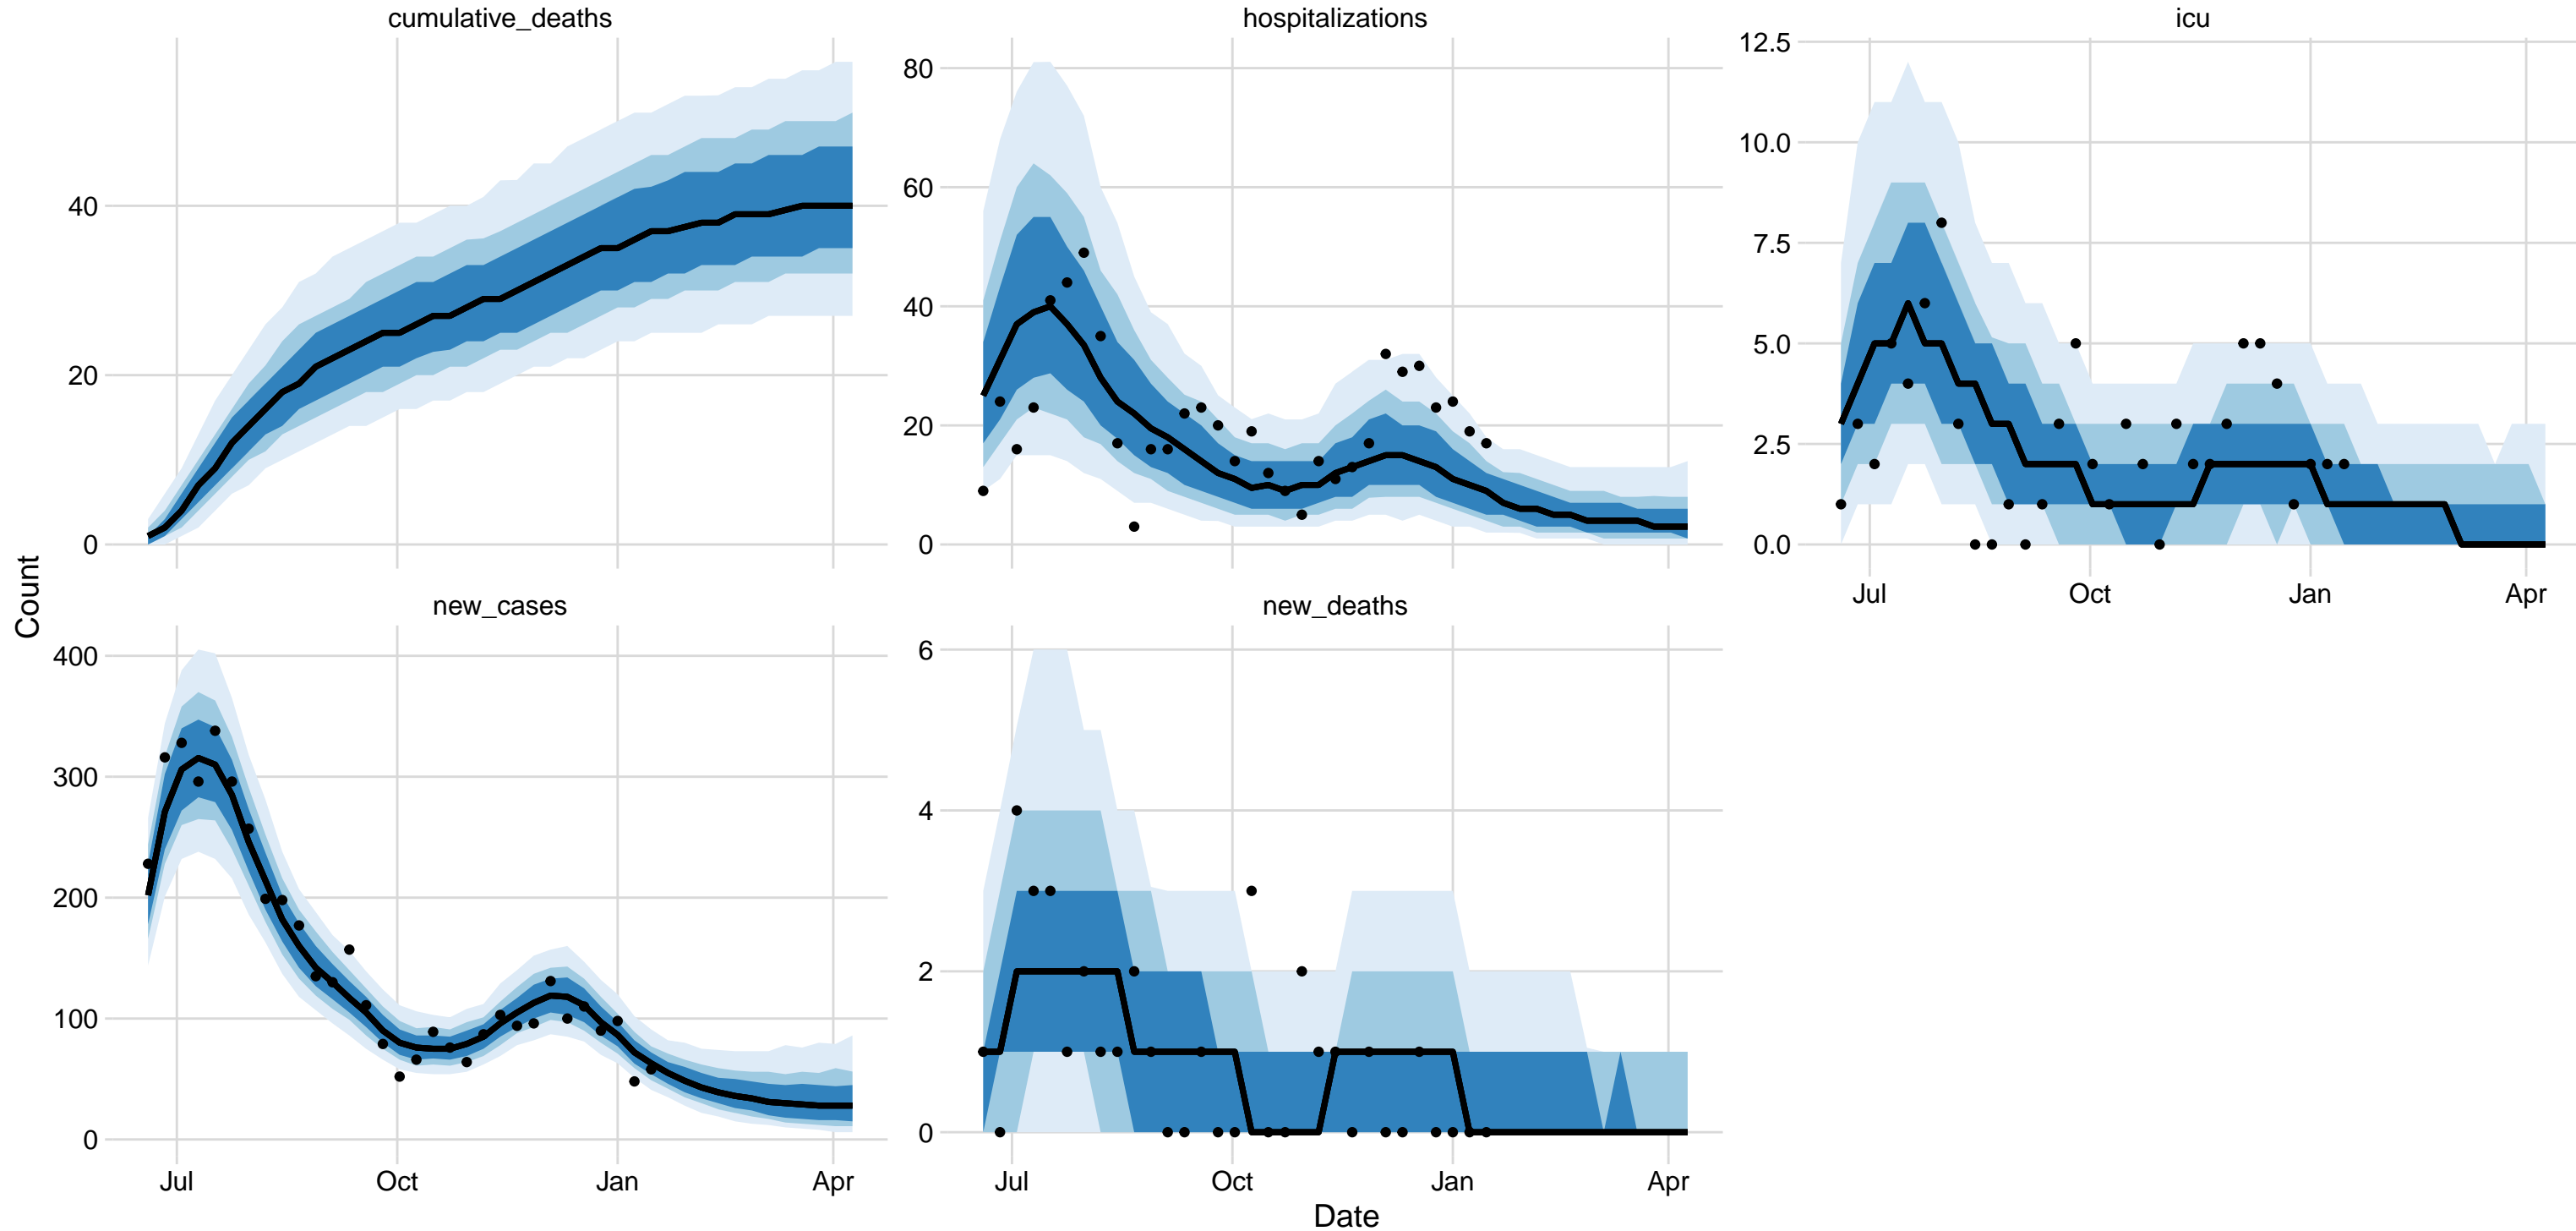 cumulative_deaths
hospitalizations
icu
40
20
0
80
60
40
20
0
12.5
10.0
7.5
5.0
2.5
0.0
Jul Oct Jan Apr
Count
new_cases
new_deaths
400
300
200
100
0
6
4
2
0
Jul Oct Jan Apr
Jul Oct Jan Apr
Date